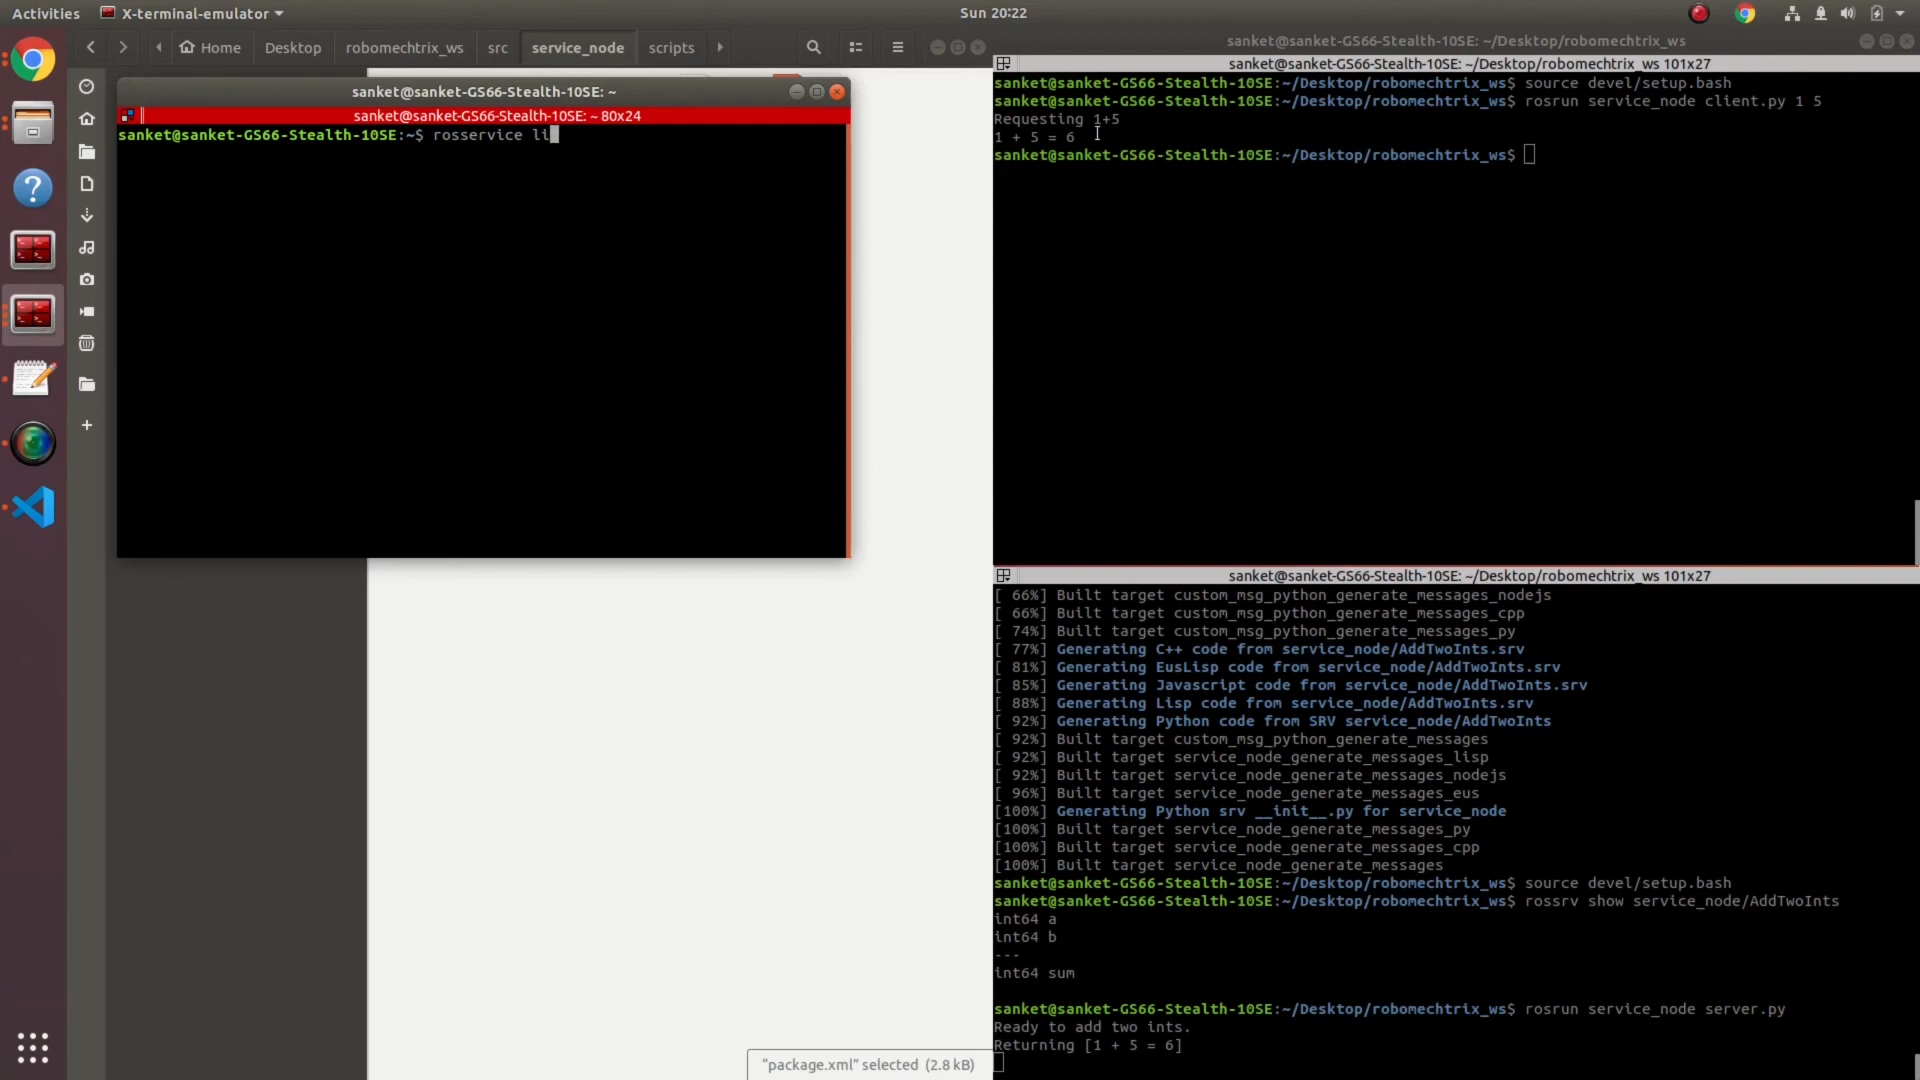 Activities
X-terminal-emulator
Sun 20:22
Home
Desktop
robomechtrix_ws
src
service_node
scripts
sanket@sanket-GS66-Stealth-10SE: ~
sanket@sanket-GS66-Stealth-10SE: ~ 80x24
sanket@sanket-GS66-Stealth-10SE:~$ rosservice li
"package.xml" selected (2.8 kB)
sanket@sanket-GS66-Stealth-10SE: ~/Desktop/robomechtrix_ws
sanket@sanket-GS66-Stealth-10SE: ~/Desktop/robomechtrix_ws 101x27
sanket@sanket-GS66-Stealth-10SE:~/Desktop/robomechtrix_ws$ source devel/setup.bash
sanket@sanket-GS66-Stealth-10SE:~/Desktop/robomechtrix_ws$ rosrun service_node client.py 1 5
Requesting 1+5
1 + 5 = 6
sanket@sanket-GS66-Stealth-10SE:~/Desktop/robomechtrix_ws$
sanket@sanket-GS66-Stealth-10SE: ~/Desktop/robomechtrix_ws 101x27
[ 66%] Built target custom_msg_python_generate_messages_nodejs
[ 66%] Built target custom_msg_python_generate_messages_cpp
[ 74%] Built target custom_msg_python_generate_messages_py
[ 77%] Generating C++ code from service_node/AddTwoInts.srv
[ 81%] Generating EusLisp code from service_node/AddTwoInts.srv
[ 85%] Generating Javascript code from service_node/AddTwoInts.srv
[ 88%] Generating Lisp code from service_node/AddTwoInts.srv
[ 92%] Generating Python code from SRV service_node/AddTwoInts
[ 92%] Built target custom_msg_python_generate_messages
[ 92%] Built target service_node_generate_messages_lisp
[ 92%] Built target service_node_generate_messages_nodejs
[ 96%] Built target service_node_generate_messages_eus
[100%] Generating Python srv __init__.py for service_node
[100%] Built target service_node_generate_messages_py
[100%] Built target service_node_generate_messages_cpp
[100%] Built target service_node_generate_messages
sanket@sanket-GS66-Stealth-10SE:~/Desktop/robomechtrix_ws$ source devel/setup.bash
sanket@sanket-GS66-Stealth-10SE:~/Desktop/robomechtrix_ws$ rossrv show service_node/AddTwoInts
int64 a
int64 b
---
int64 sum
sanket@sanket-GS66-Stealth-10SE:~/Desktop/robomechtrix_ws$ rosrun service_node server.py
Ready to add two ints.
Returning [1 + 5 = 6]